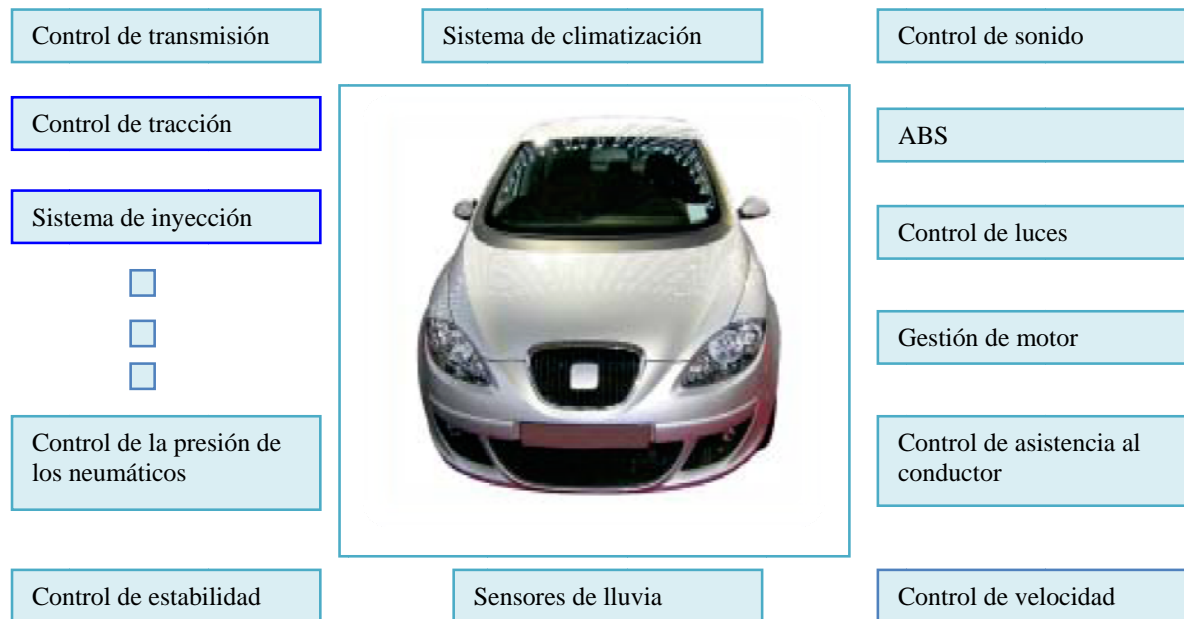 Control de transmisión
Sistema de climatización
Control de sonido
Control de tracción
ABS
Sistema de inyección
Control de luces
Gestión de motor
Control de la presión de
los neumáticos
Control de asistencia al
conductor
Control de estabilidad
Sensores de lluvia
Control de velocidad